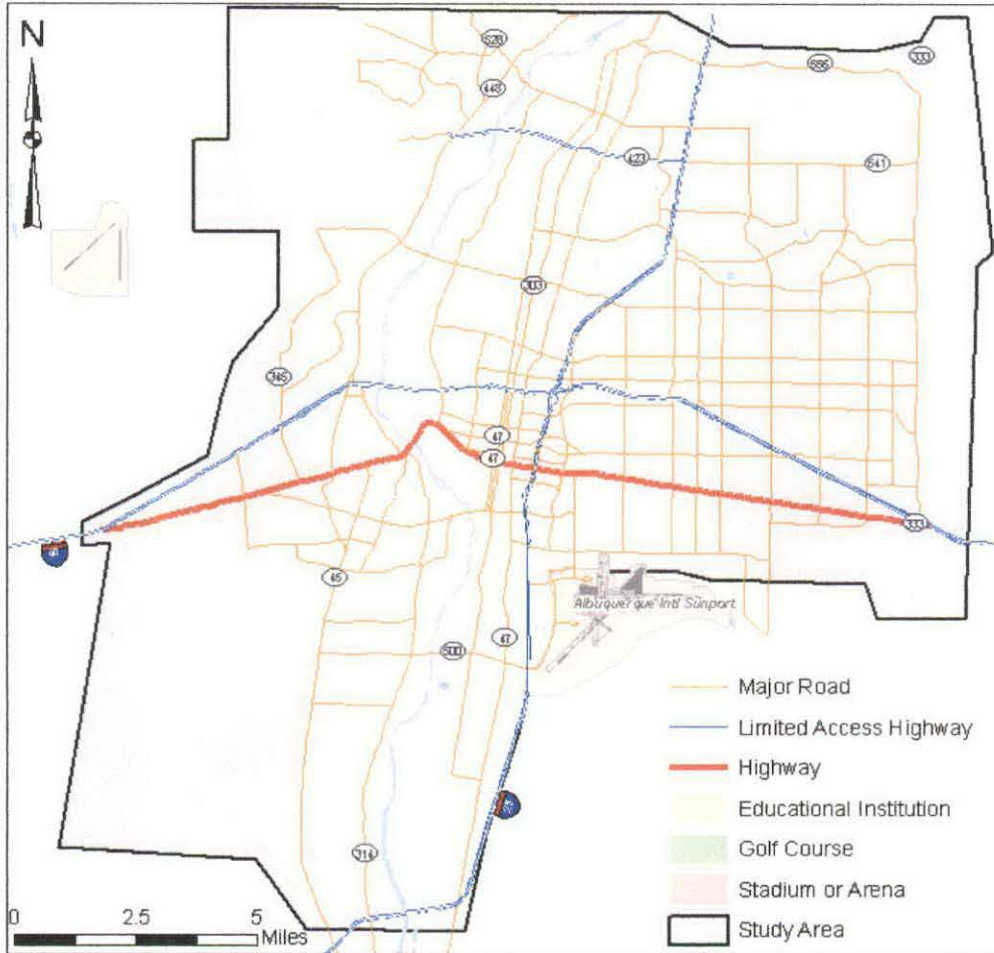 N
528
448
556
333
423
541
303
345
47
47
333
45
Albuquerque Intl Sunport
500
47
Major Road
Limited Access Highway
Highway
Educational Institution
Golf Course
Stadium or Arena
Study Area
314
0 2.5 5
Miles